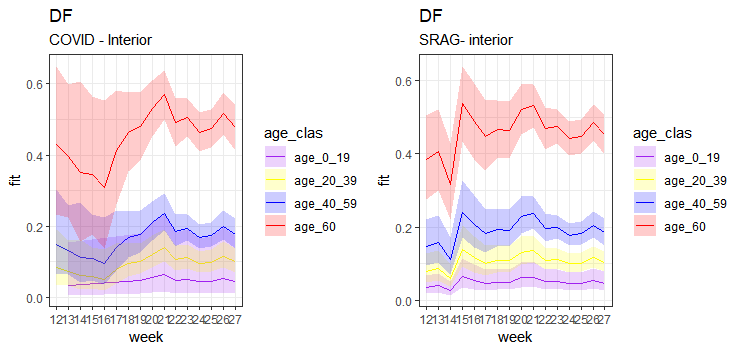 DF
COVID - Interior
fit
0.6
0.4
0.2
0.0
12 13 14 15 16 17 18 19 20 21 22 23 24 25 26 27
week
age_clas
age_0_19
age_20_39
age_40_59
age_60
DF
SRAG- interior
fit
0.6
0.4
0.2
0.0
12 13 14 15 16 17 18 19 20 21 22 23 24 25 26 27
week
age_clas
age_0_19
age_20_39
age_40_59
age_60